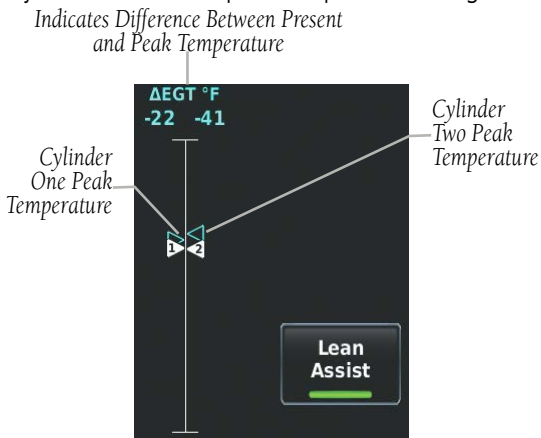 Indicates Difference Between Present
and Peak Temperature
ΔEGT °F
-22 -41
Cylinder
Two Peak
Temperature
Cylinder
One Peak
Temperature
1 2
Lean
Assist